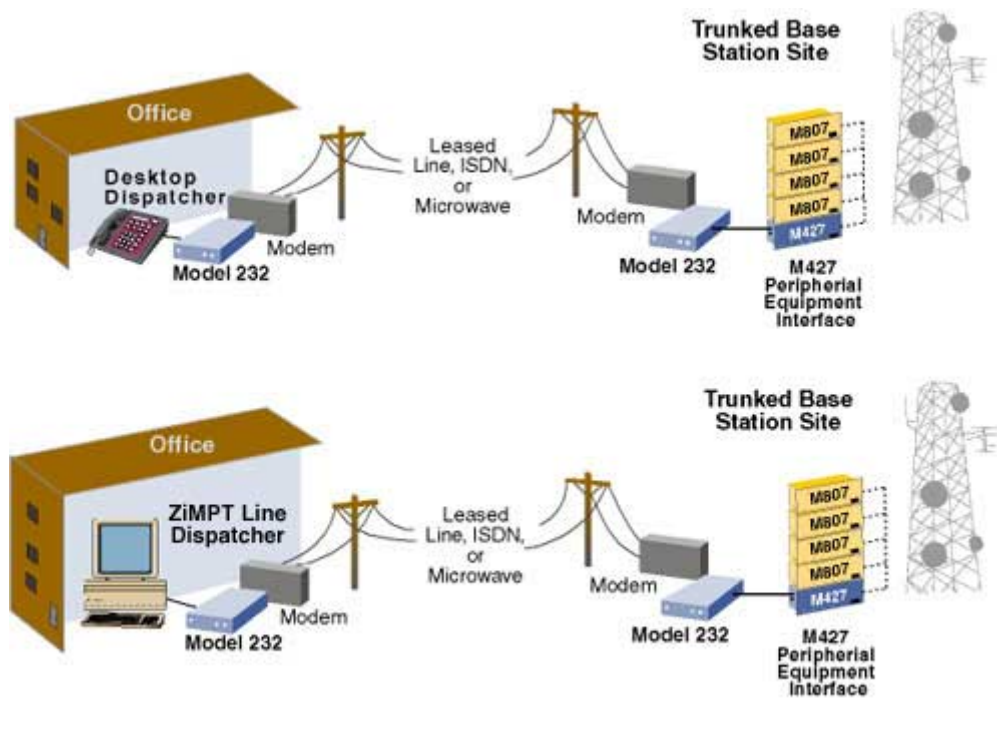 Trunked Base
Station Site
Office
Desktop
Dispatcher
Modem
Model 232
Leased
Line, ISDN,
or
Microwave
Modem
Model 232
M807
M807
M807
M807
M427
M427
Peripherial
Equipment
Interface
Trunked Base
Station Site
Office
ZiMPT Line
Dispatcher
Modem
Model 232
Leased
Line, ISDN,
or
Microwave
Modem
Model 232
M807
M807
M807
M807
M427
M427
Peripherial
Equipment
Interface